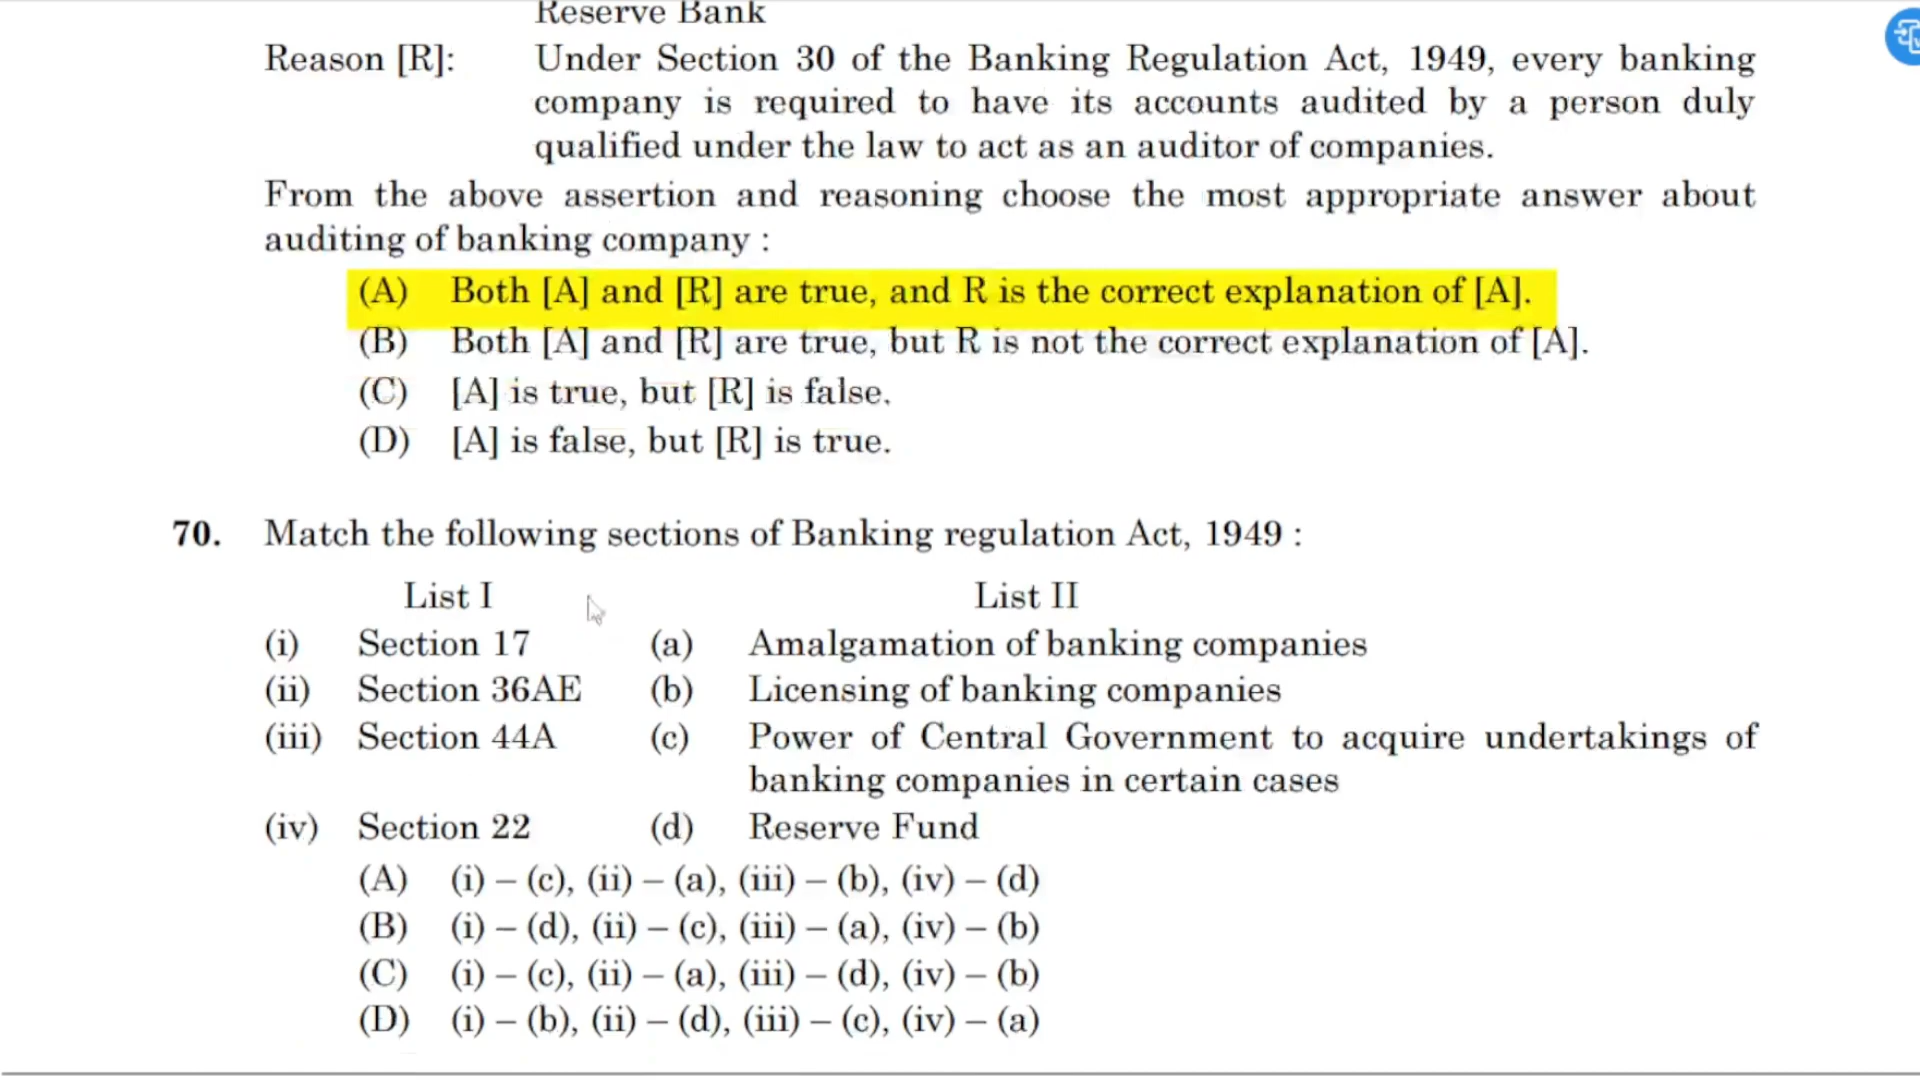 Reserve Bank
Reason [R]: Under Section 30 of the Banking Regulation Act, 1949, every banking
company is required to have its accounts audited by a person duly
qualified under the law to act as an auditor of companies.
From the above assertion and reasoning choose the most appropriate answer about
auditing of banking company :
(A) Both [A] and [R] are true, and R is the correct explanation of [A].
(B) Both [A] and [R] are true, but R is not the correct explanation of [A].
(C) [A] is true, but [R] is false.
(D) [A] is false, but [R] is true.
70. Match the following sections of Banking regulation Act, 1949 :
List I List II
(i) Section 17 (a) Amalgamation of banking companies
(ii) Section 36AE (b) Licensing of banking companies
(iii) Section 44A (c) Power of Central Government to acquire undertakings of
banking companies in certain cases
(iv) Section 22 (d) Reserve Fund
(A) (i) – (c), (ii) – (a), (iii) – (b), (iv) – (d)
(B) (i) – (d), (ii) – (c), (iii) – (a), (iv) – (b)
(C) (i) – (c), (ii) – (a), (iii) – (d), (iv) – (b)
(D) (i) – (b), (ii) – (d), (iii) – (c), (iv) – (a)